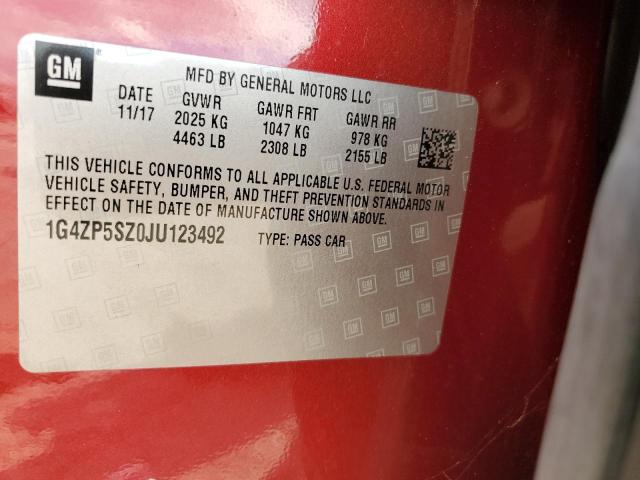 GM
MFD BY GENERAL MOTORS LLC
DATE GVWR GAWR FRT GAWR RR
11/17 2025 KG 1047 KG 978 KG
4463 LB 2308 LB 2155 LB
THIS VEHICLE CONFORMS TO ALL APPLICABLE U.S. FEDERAL MOTOR
VEHICLE SAFETY, BUMPER, AND THEFT PREVENTION STANDARDS IN
EFFECT ON THE DATE OF MANUFACTURE SHOWN ABOVE.
1G4ZP5SZ0JU123492 TYPE: PASS CAR